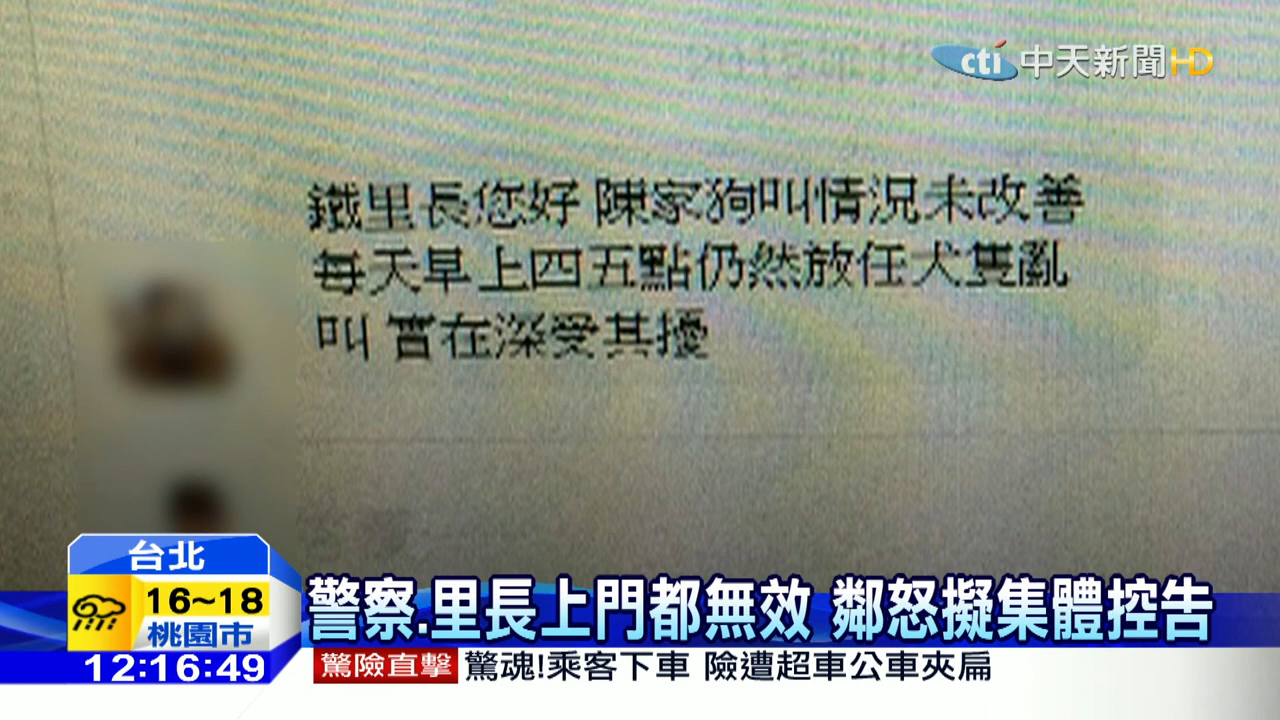 cti 中天新聞HD
鐵里長您好 陳家狗叫情況未改善
每天早上四五點仍然放任犬隻亂
叫 實在深受其擾
台北
16~18
桃園市
12:16:49
警察.里長上門都無效 鄰怒擬集體控告
驚險直擊 驚魂!乘客下車 險遭超車公車夾扁